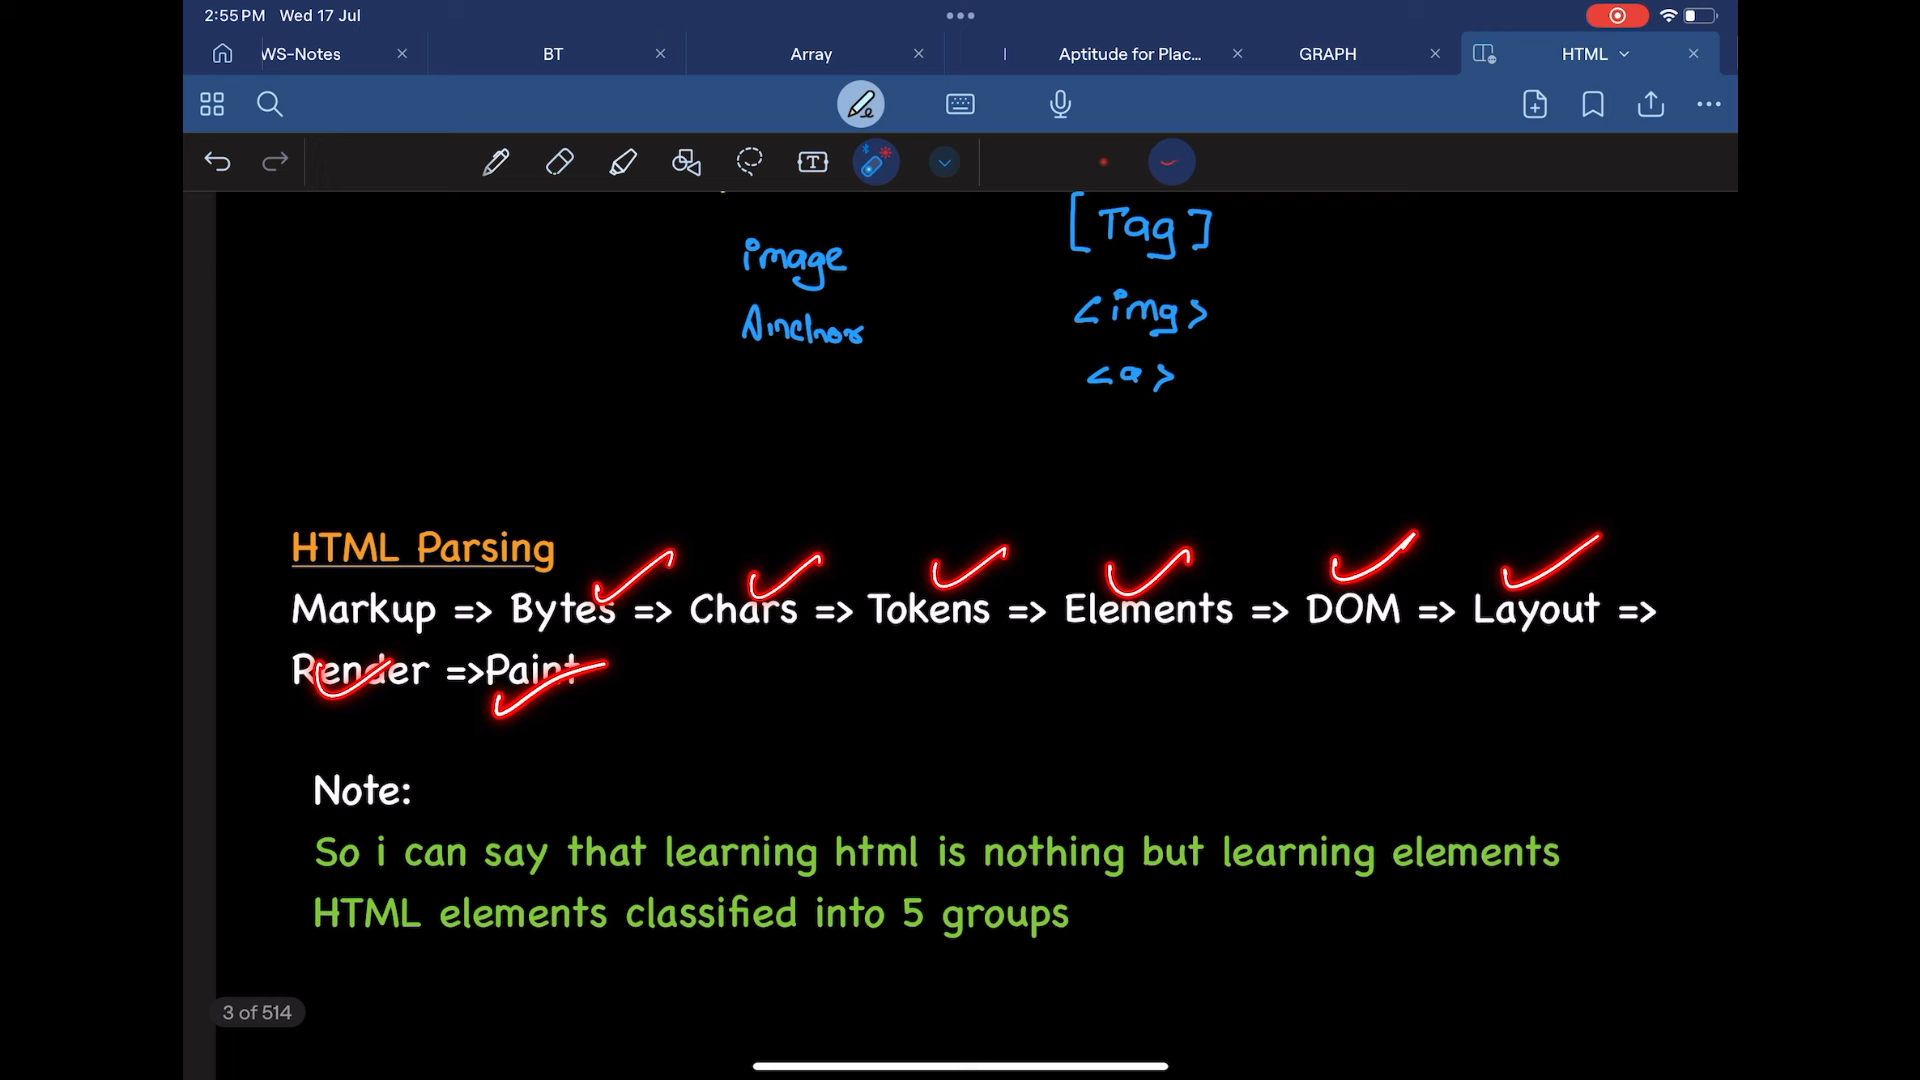 2:55 PM Wed 17 Jul
WS-Notes
BT
Array
Aptitude for Plac...
GRAPH
HTML
T
[Tag]
image
<img>
Anchor
<a>
HTML Parsing
Markup => Bytes => Chars => Tokens => Elements => DOM => Layout =>
Render =>Paint
Note:
So i can say that learning html is nothing but learning elements
HTML elements classified into 5 groups
3 of 514